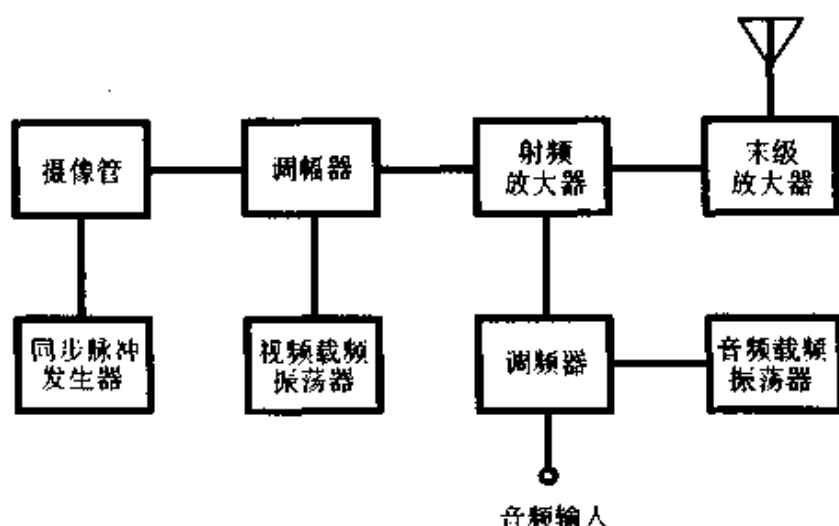 摄像管
调幅器
射频
放大器
末级
放大器
同步脉冲
发生器
视频载频
振荡器
调频器
音频载频
振荡器
音频输人